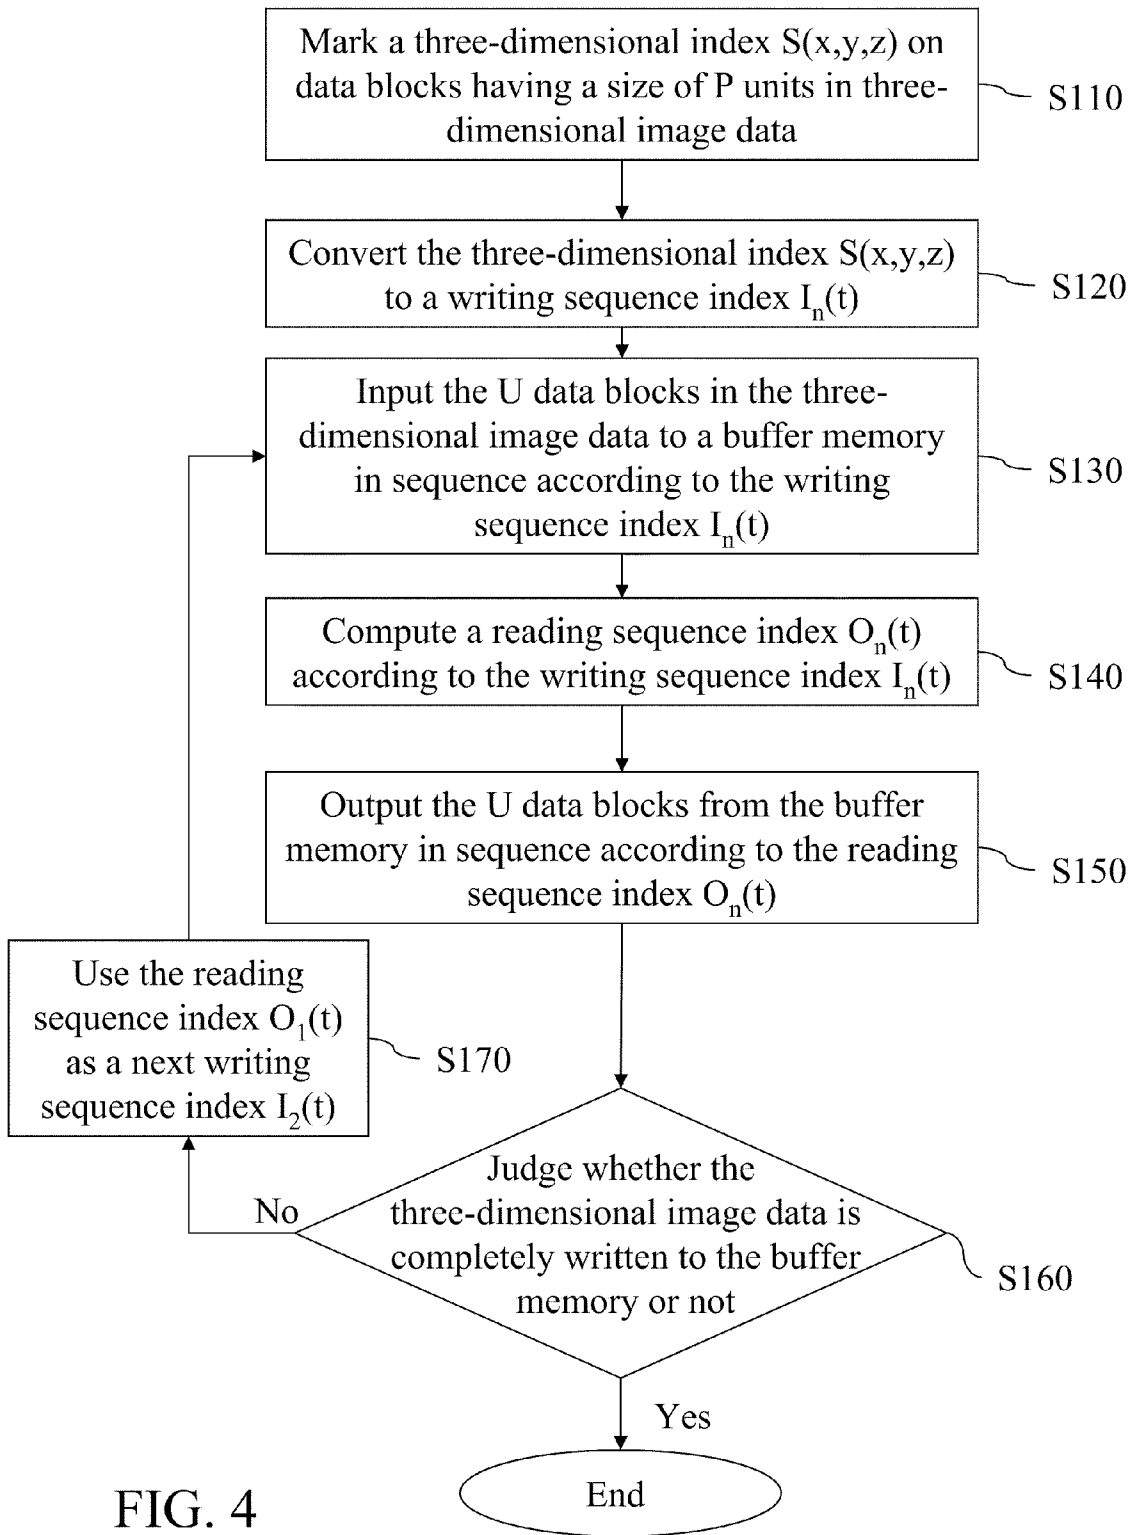 Mark a three-dimensional index S(x,y,z) on
data blocks having a size of P units in three-
dimensional image data
S110
Convert the three-dimensional index S(x,y,z)
to a writing sequence index Iₙ(t)
S120
Input the U data blocks in the three-
dimensional image data to a buffer memory
in sequence according to the writing
sequence index Iₙ(t)
S130
Compute a reading sequence index Oₙ(t)
according to the writing sequence index Iₙ(t)
S140
Output the U data blocks from the buffer
memory in sequence according to the reading
sequence index Oₙ(t)
S150
Use the reading
sequence index O₁(t)
as a next writing
sequence index I₂(t)
S170
Judge whether the
three-dimensional image data is
completely written to the buffer
memory or not
S160
No
Yes
End
FIG. 4